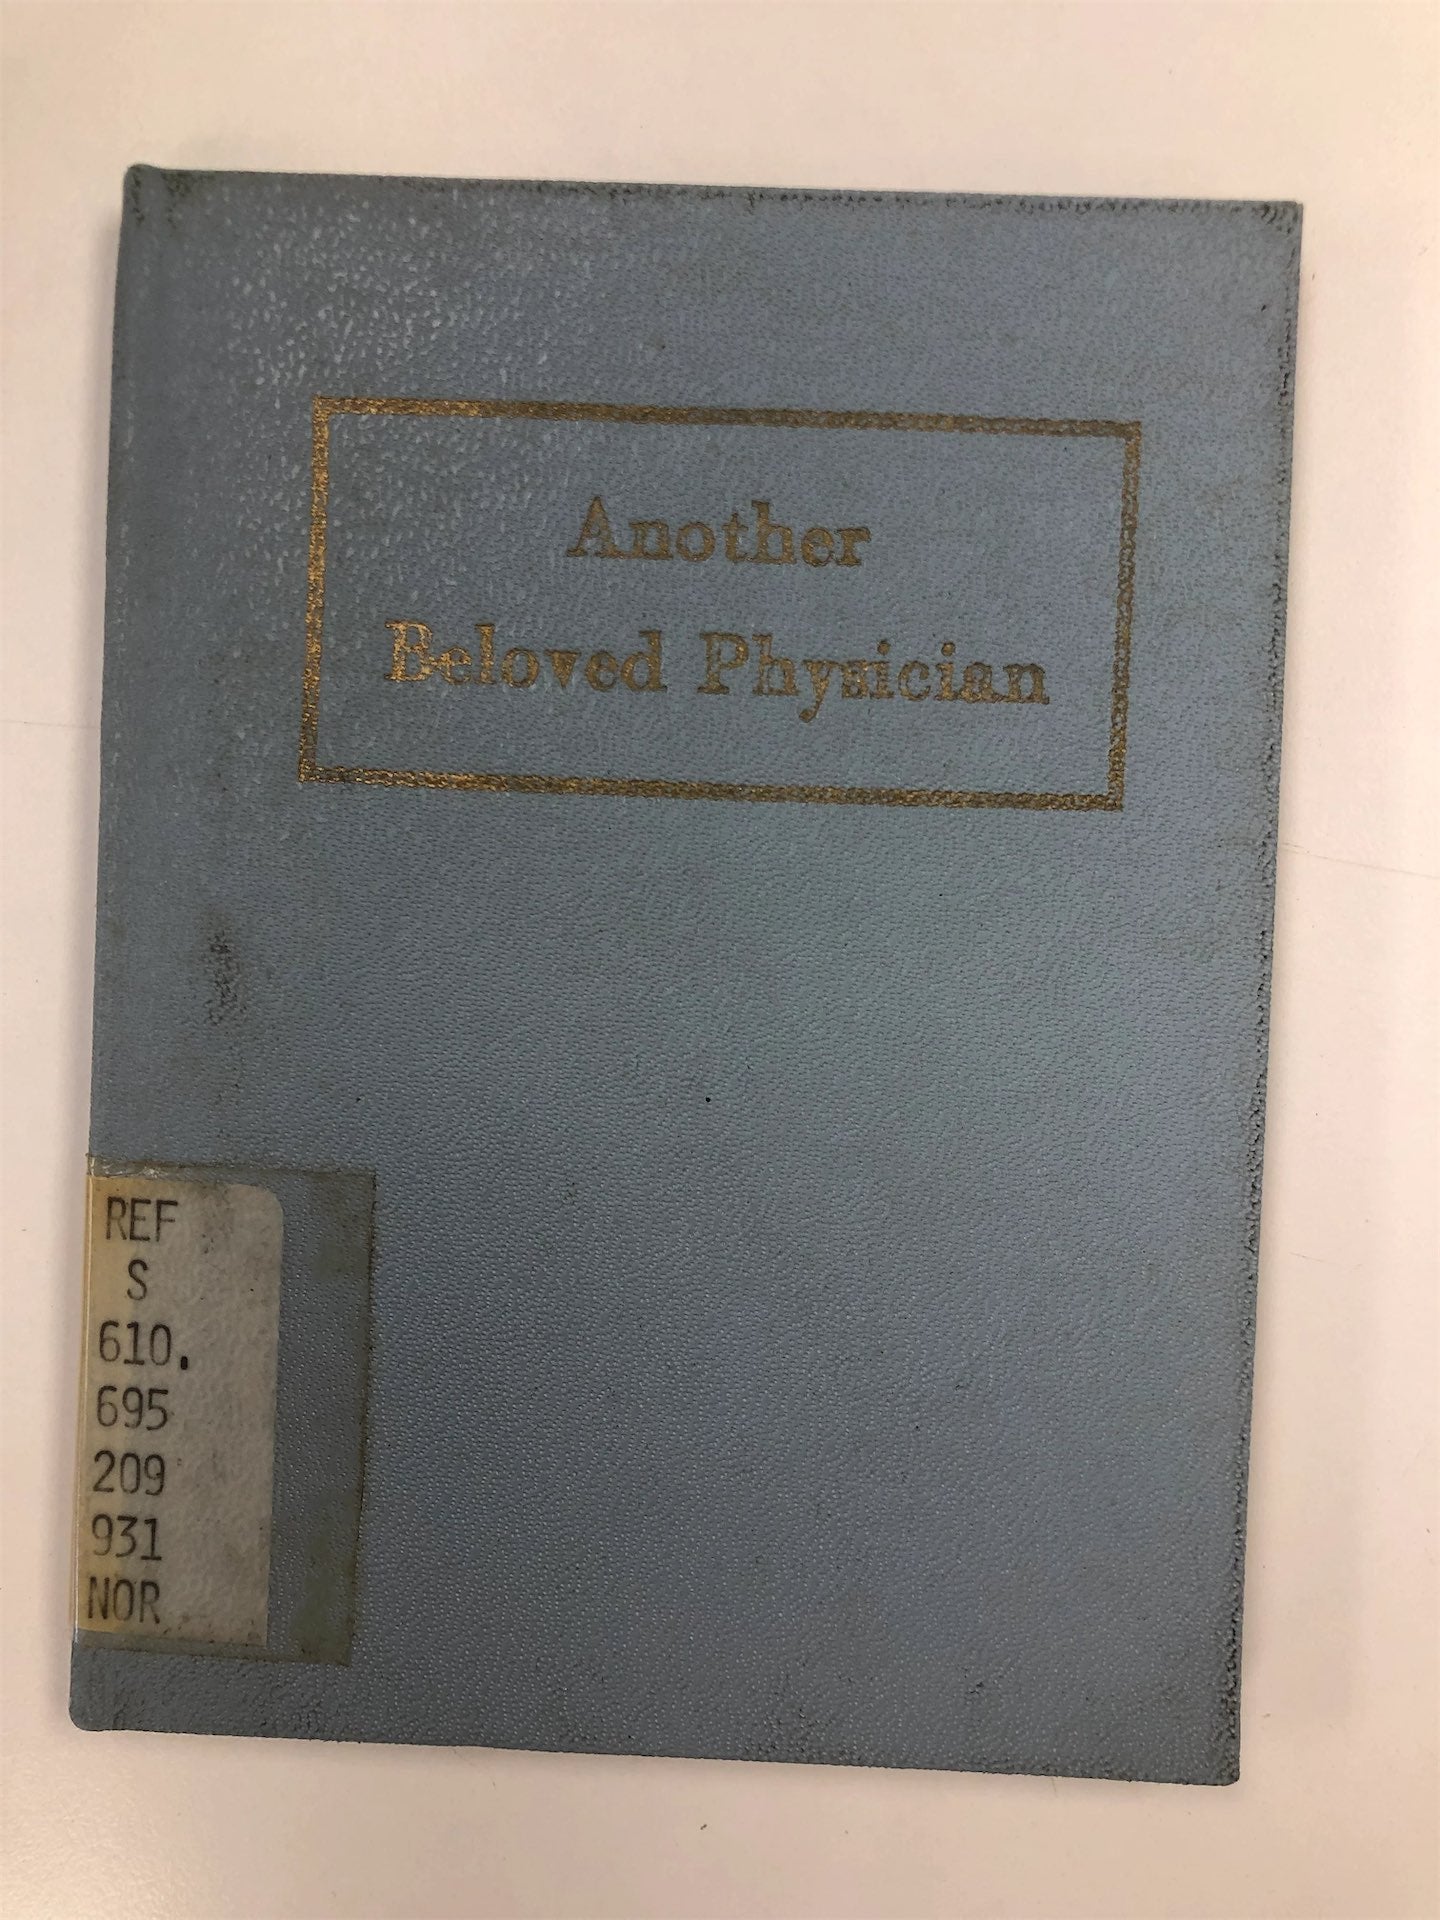 Another
Beloved Physician
REF
S
610.
695
209
931
NOR